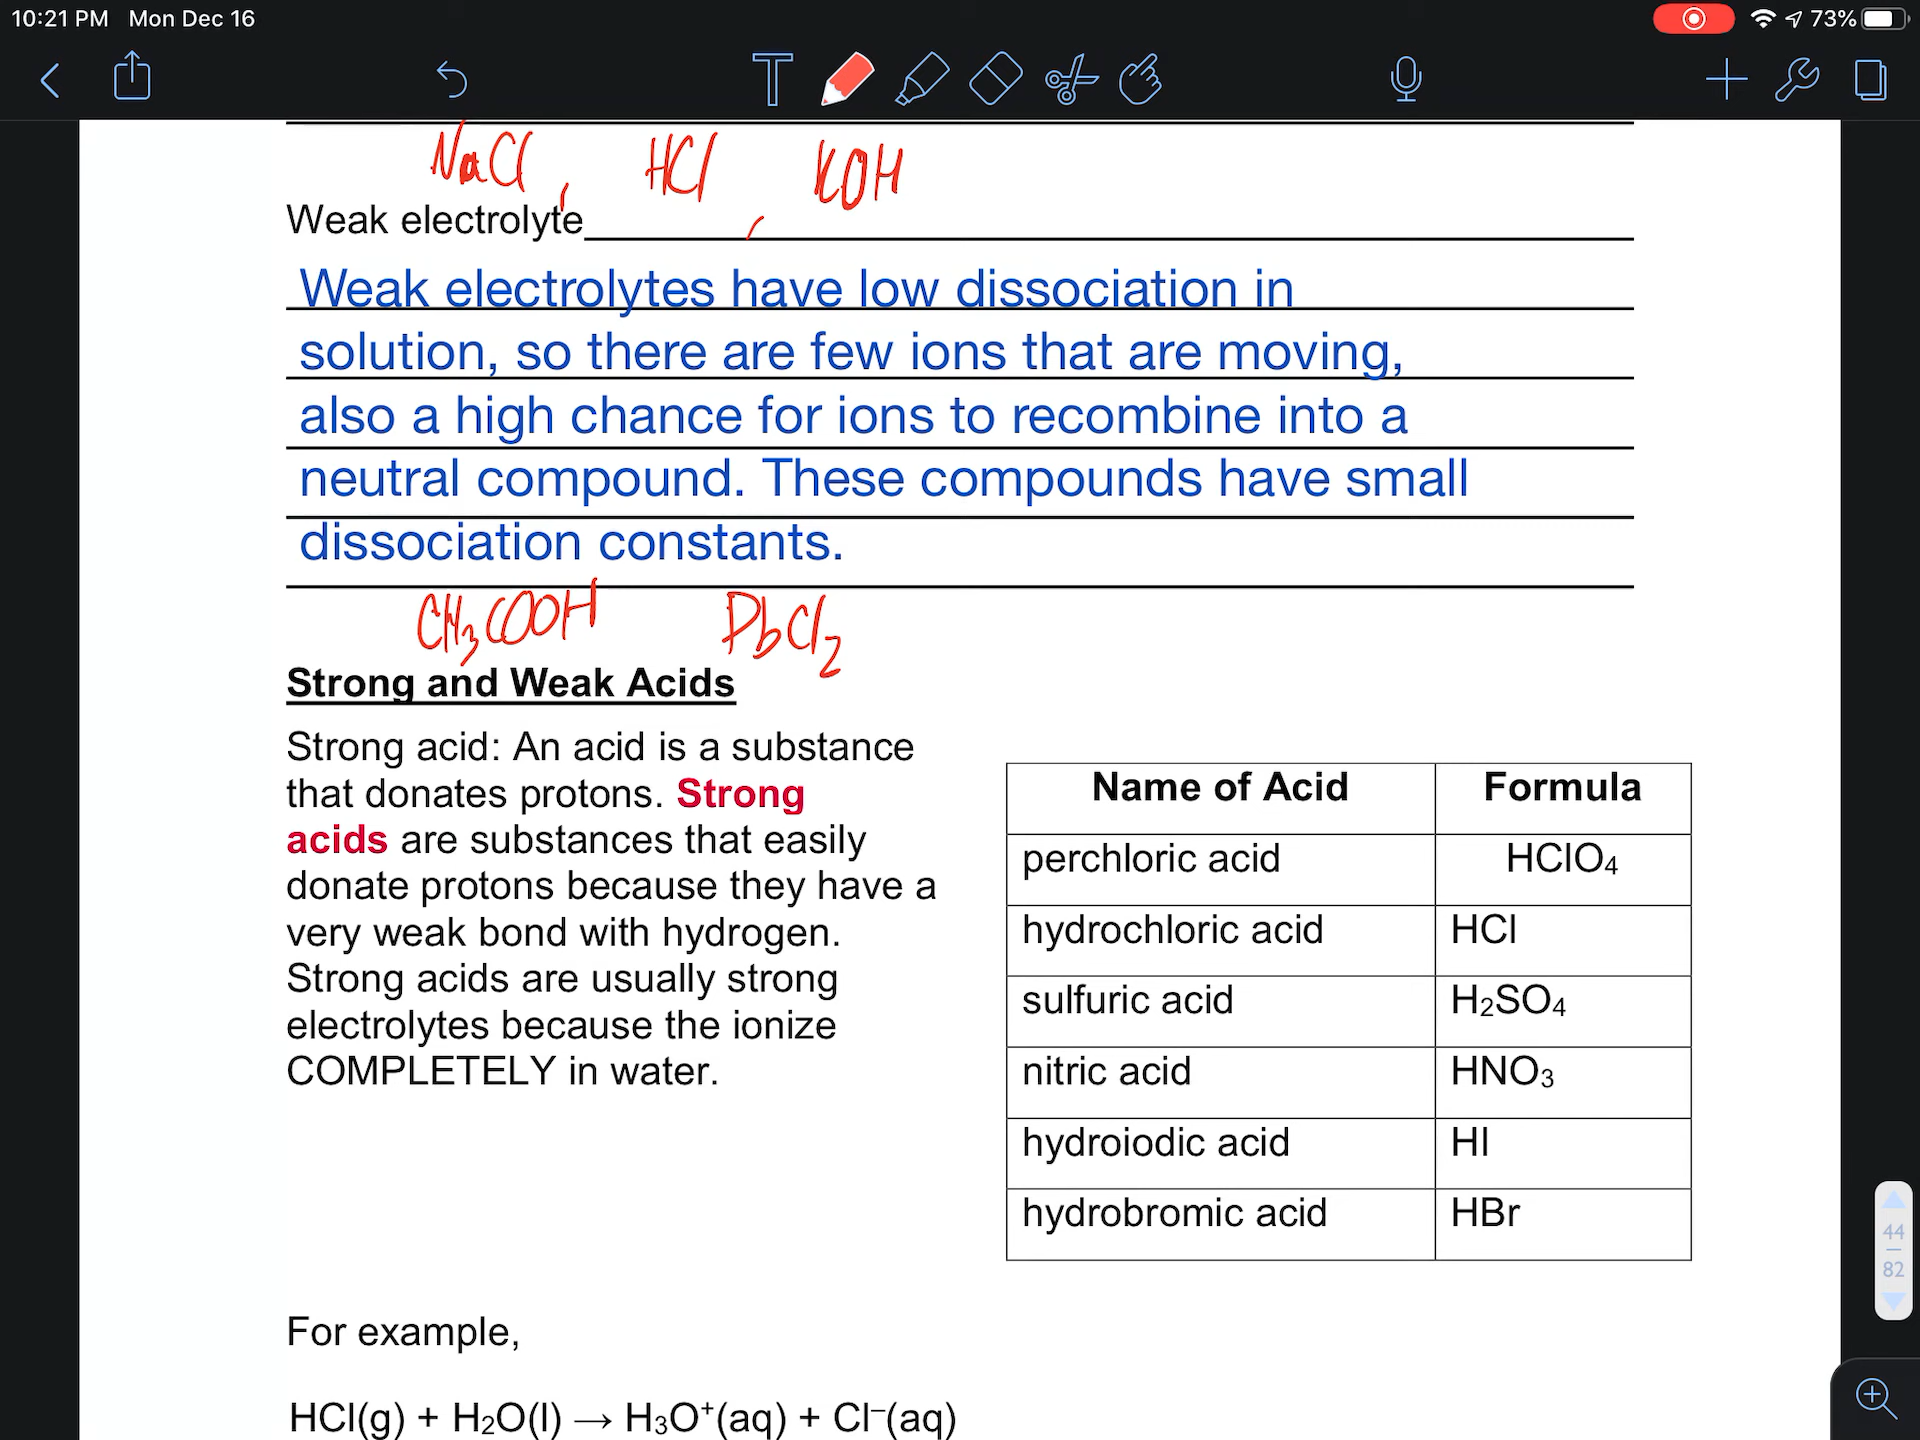 10:21 PM Mon Dec 16
73%
NaCl, HCl, KOH
Weak electrolyte
Weak electrolytes have low dissociation in
solution, so there are few ions that are moving,
also a high chance for ions to recombine into a
neutral compound. These compounds have small
dissociation constants.
CH₃COOH PbCl₂
Strong and Weak Acids
Strong acid: An acid is a substance
that donates protons. Strong
acids are substances that easily
donate protons because they have a
very weak bond with hydrogen.
Strong acids are usually strong
electrolytes because the ionize
COMPLETELY in water.
Name of Acid Formula
perchloric acid HClO₄
hydrochloric acid HCl
sulfuric acid H₂SO₄
nitric acid HNO₃
hydroiodic acid HI
hydrobromic acid HBr
44
82
For example,
HCl(g) + H₂O(l) → H₃O⁺(aq) + Cl⁻(aq)